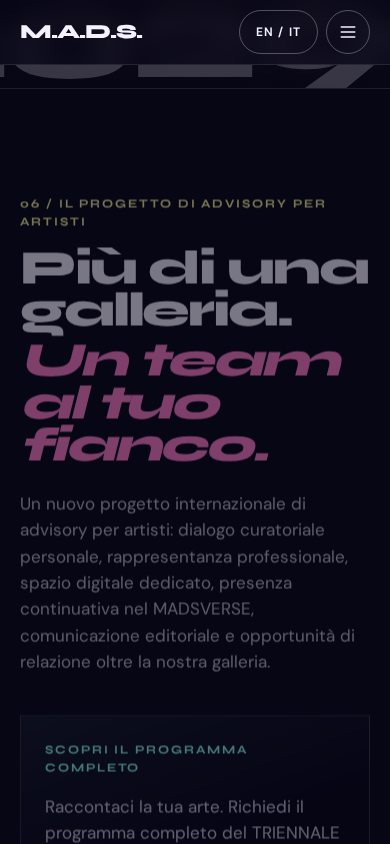 M.A.D.S.
EN / IT
06 / IL PROGETTO DI ADVISORY PER
ARTISTI
Più di una
galleria.
Un team
al tuo
fianco.
Un nuovo progetto internazionale di
advisory per artisti: dialogo curatoriale
personale, rappresentanza professionale,
spazio digitale dedicato, presenza
continuativa nel MADSVERSE,
comunicazione editoriale e opportunità di
relazione oltre la nostra galleria.
SCOPRI IL PROGRAMMA
COMPLETO
Raccontaci la tua arte. Richiedi il
programma completo del TRIENNALE